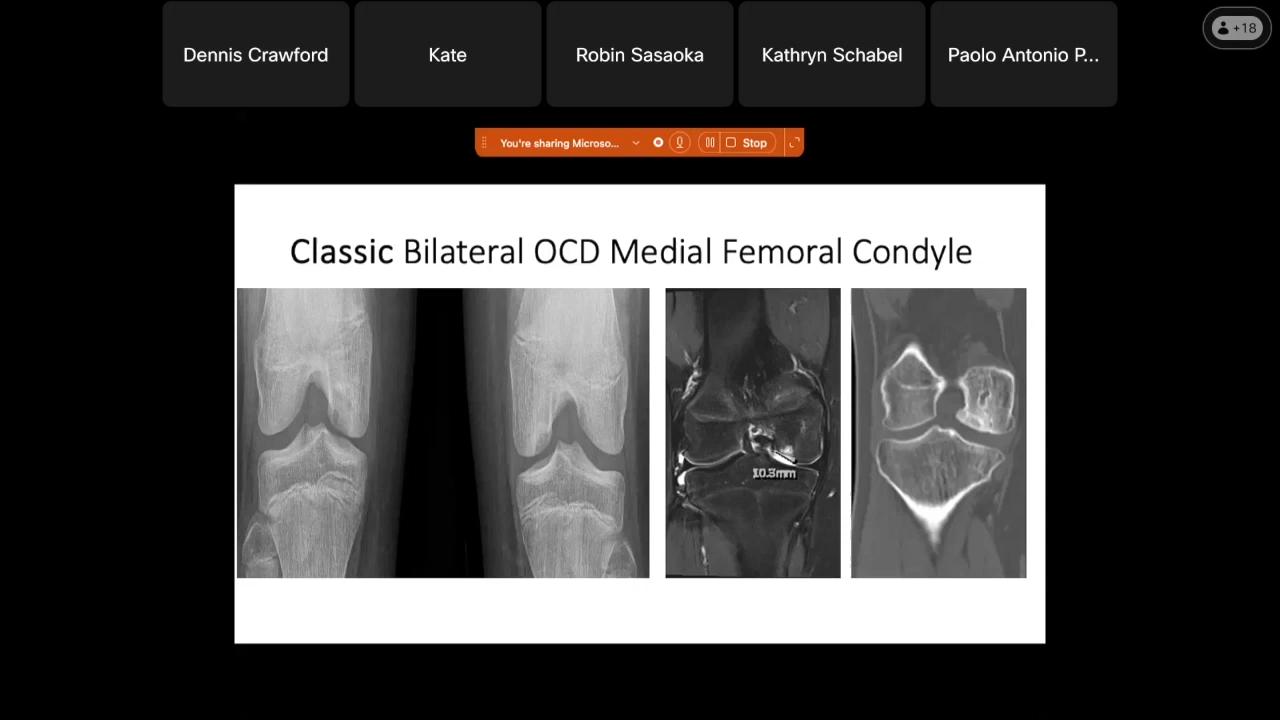 Dennis Crawford
Kate
Robin Sasaoka
Kathryn Schabel
Paolo Antonio P...
+18
You're sharing Microso...
Stop
Classic Bilateral OCD Medial Femoral Condyle
10.3mm